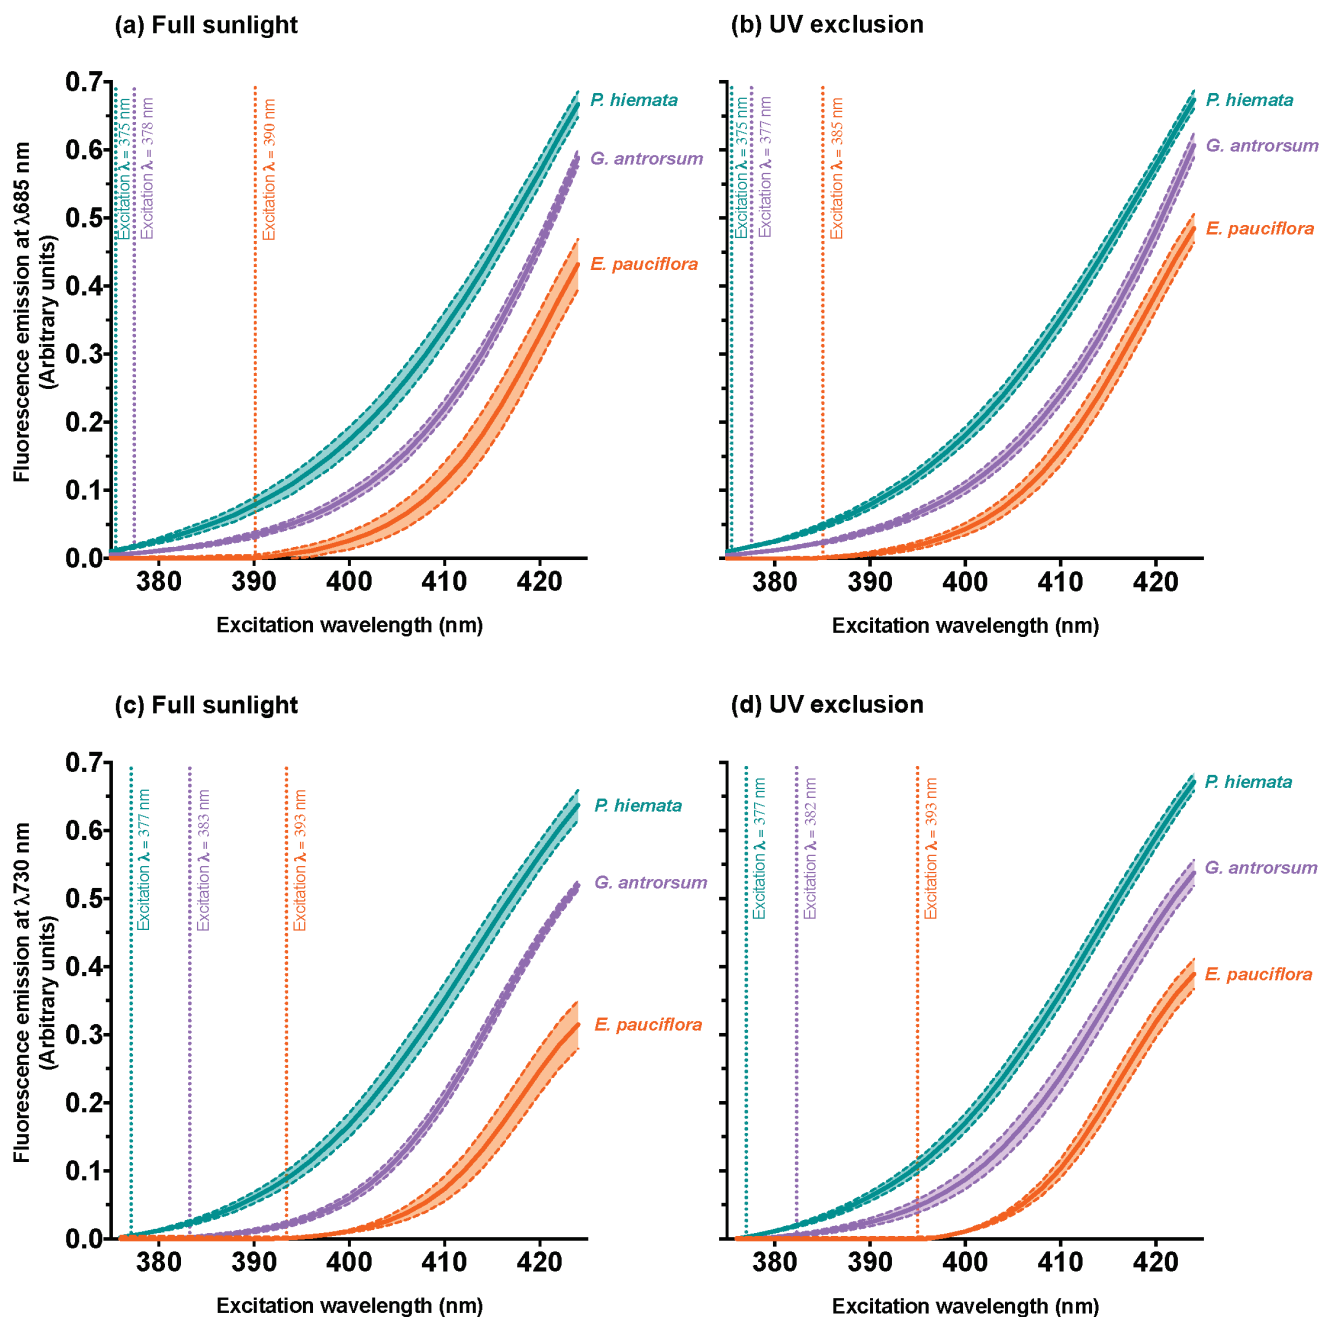 (a) Full sunlight
(b) UV exclusion
Fluorescence emission at λ685 nm
(Arbitrary units)
0.7
0.6
0.5
0.4
0.3
0.2
0.1
0.0
Excitation λ = 375 nm
Excitation λ = 378 nm
Excitation λ = 390 nm
P. hiemata
G. antrorsum
E. pauciflora
380 390 400 410 420
Excitation wavelength (nm)
Excitation λ = 375 nm
Excitation λ = 377 nm
Excitation λ = 385 nm
P. hiemata
G. antrorsum
E. pauciflora
380 390 400 410 420
Excitation wavelength (nm)
(c) Full sunlight
(d) UV exclusion
Fluorescence emission at λ730 nm
(Arbitrary units)
0.7
0.6
0.5
0.4
0.3
0.2
0.1
0.0
Excitation λ = 377 nm
Excitation λ = 383 nm
Excitation λ = 393 nm
P. hiemata
G. antrorsum
E. pauciflora
380 390 400 410 420
Excitation wavelength (nm)
Excitation λ = 377 nm
Excitation λ = 382 nm
Excitation λ = 393 nm
P. hiemata
G. antrorsum
E. pauciflora
380 390 400 410 420
Excitation wavelength (nm)